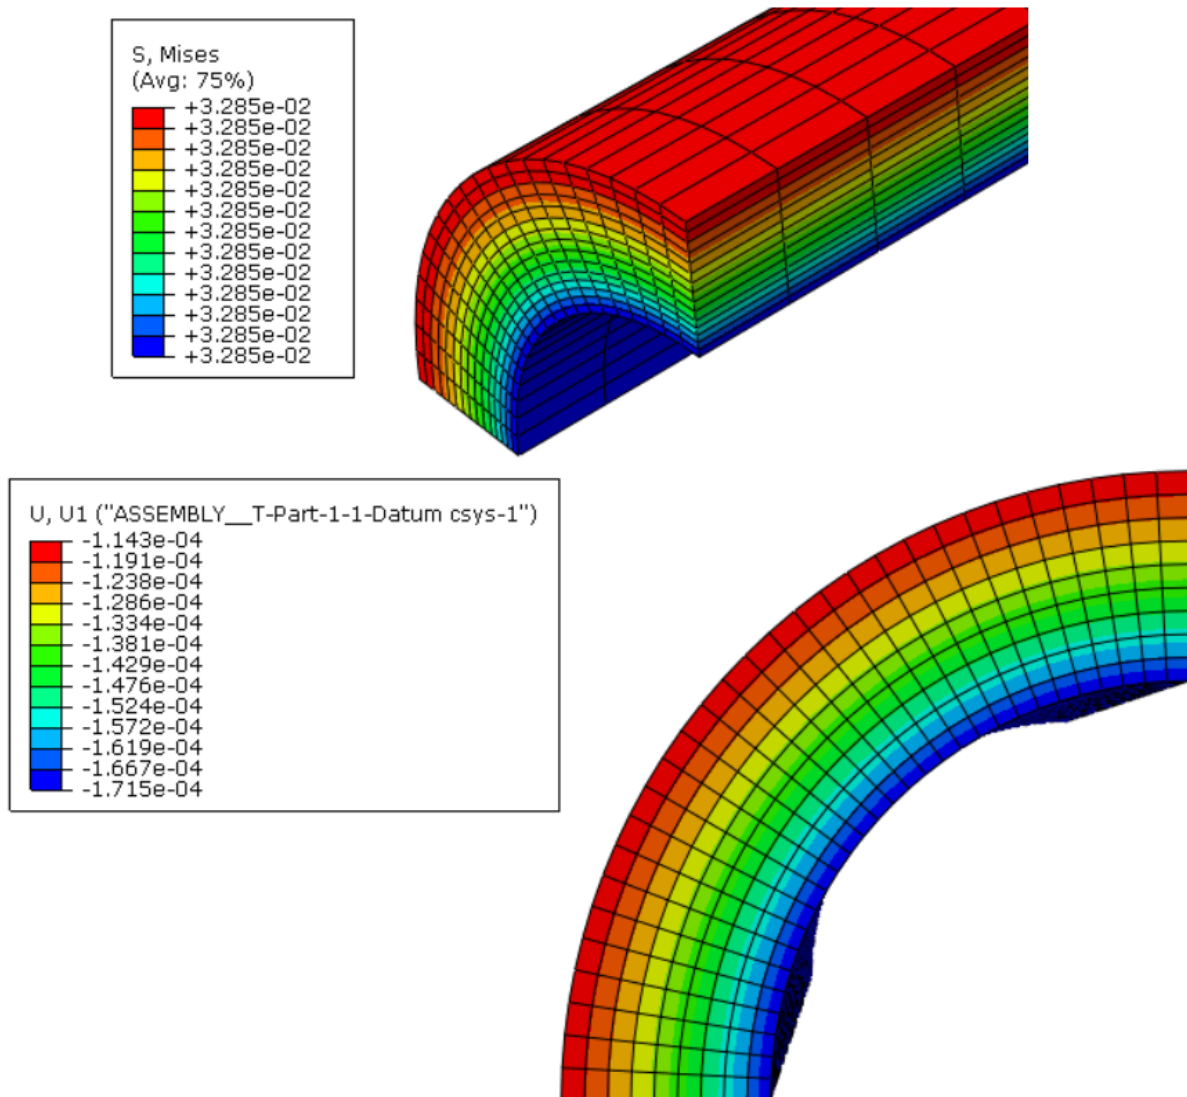 S, Mises
(Avg: 75%)
+3.285e-02
+3.285e-02
+3.285e-02
+3.285e-02
+3.285e-02
+3.285e-02
+3.285e-02
+3.285e-02
+3.285e-02
+3.285e-02
+3.285e-02
+3.285e-02
+3.285e-02
U, U1 ("ASSEMBLY__T-Part-1-1-Datum csys-1")
-1.143e-04
-1.191e-04
-1.238e-04
-1.286e-04
-1.334e-04
-1.381e-04
-1.429e-04
-1.476e-04
-1.524e-04
-1.572e-04
-1.619e-04
-1.667e-04
-1.715e-04